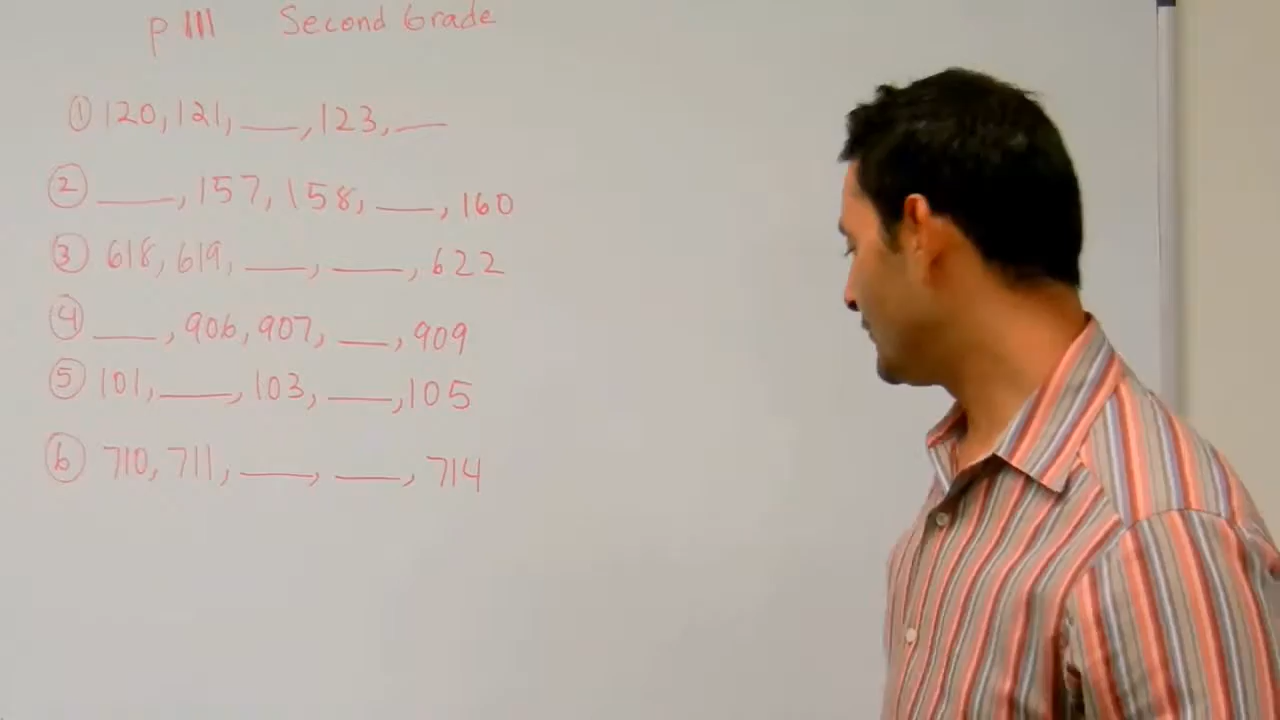 p 111 Second Grade
① 120, 121, ___, 123, ___
② ___, 157, 158, ___, 160
③ 618, 619, ___, ___, 622
④ ___, 906, 907, ___, 909
⑤ 101, ___, 103, ___, 105
⑥ 710, 711, ___, ___, 714